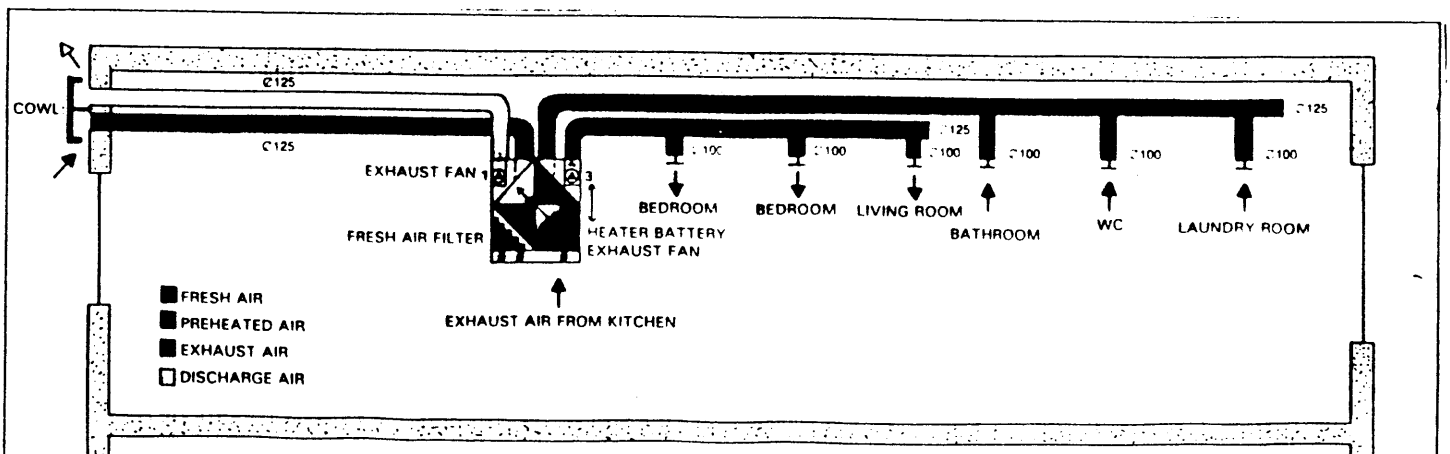 Ø125
COWL
Ø125
Ø125
Ø125
EXHAUST FAN 1
3
Ø100
Ø100
Ø100
Ø100
Ø100
Ø100
BEDROOM
BEDROOM
LIVING ROOM
BATHROOM
WC
LAUNDRY ROOM
FRESH AIR FILTER
HEATER BATTERY
EXHAUST FAN
FRESH AIR
PREHEATED AIR
EXHAUST AIR
DISCHARGE AIR
EXHAUST AIR FROM KITCHEN